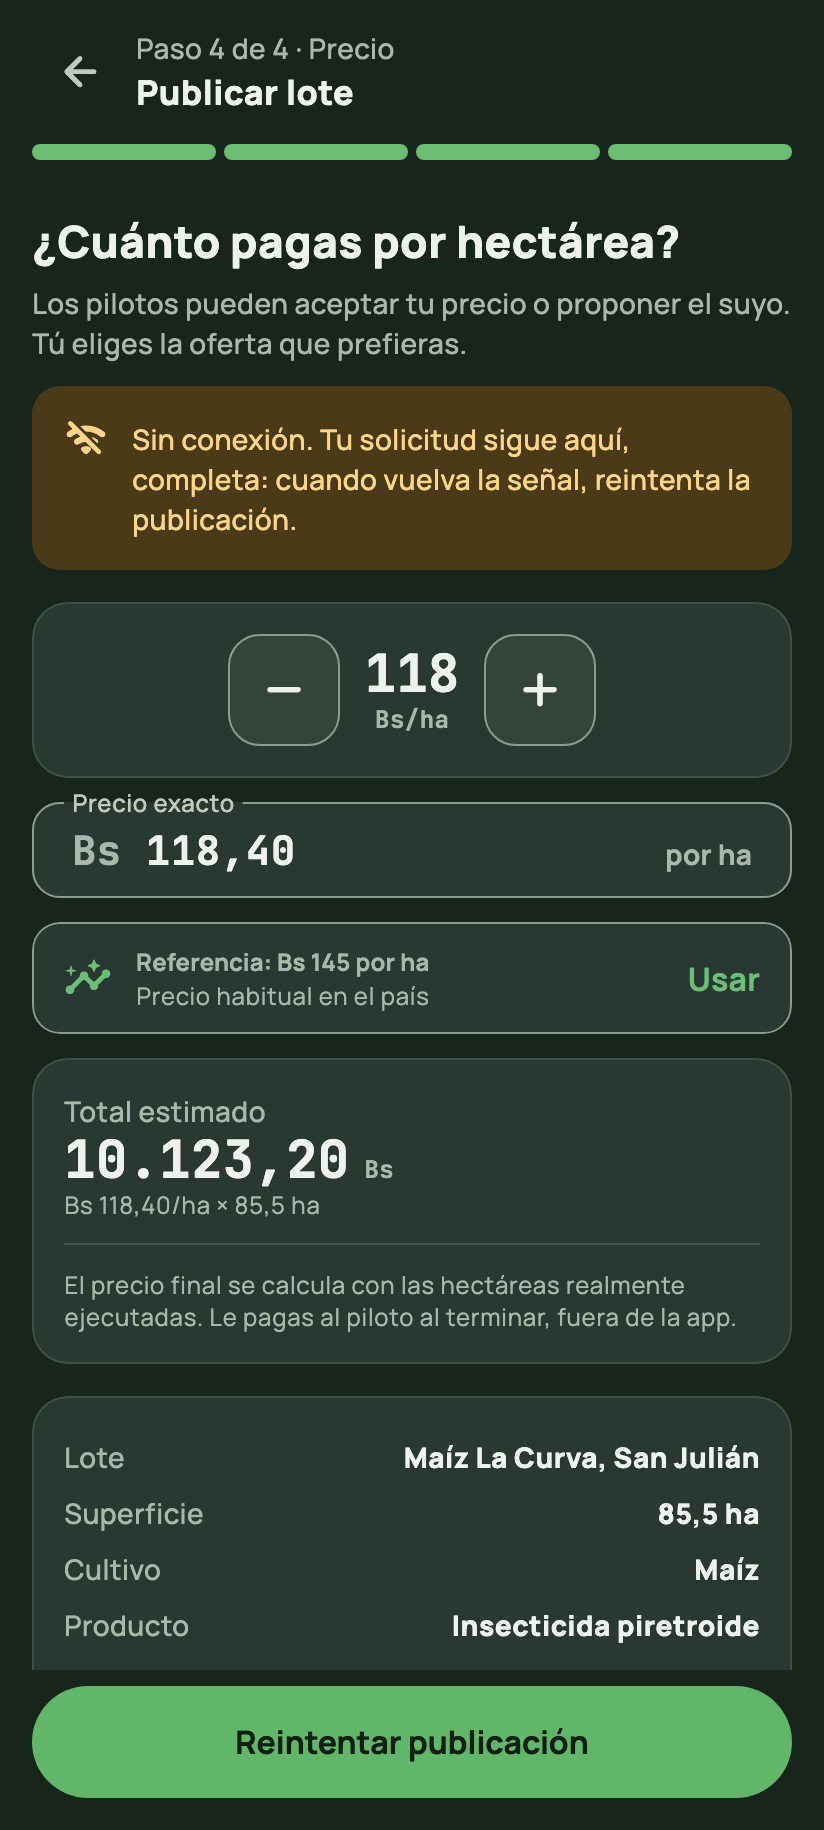 Paso 4 de 4 · Precio
Publicar lote
¿Cuánto pagas por hectárea?
Los pilotos pueden aceptar tu precio o proponer el suyo.
Tú eliges la oferta que prefieras.
Sin conexión. Tu solicitud sigue aquí,
completa: cuando vuelva la señal, reintenta la
publicación.
118
Bs/ha
Precio exacto
Bs 118,40 por ha
Referencia: Bs 145 por ha
Precio habitual en el país
Usar
Total estimado
10.123,20 Bs
Bs 118,40/ha × 85,5 ha
El precio final se calcula con las hectáreas realmente
ejecutadas. Le pagas al piloto al terminar, fuera de la app.
Lote Maíz La Curva, San Julián
Superficie 85,5 ha
Cultivo Maíz
Producto Insecticida piretroide
Reintentar publicación